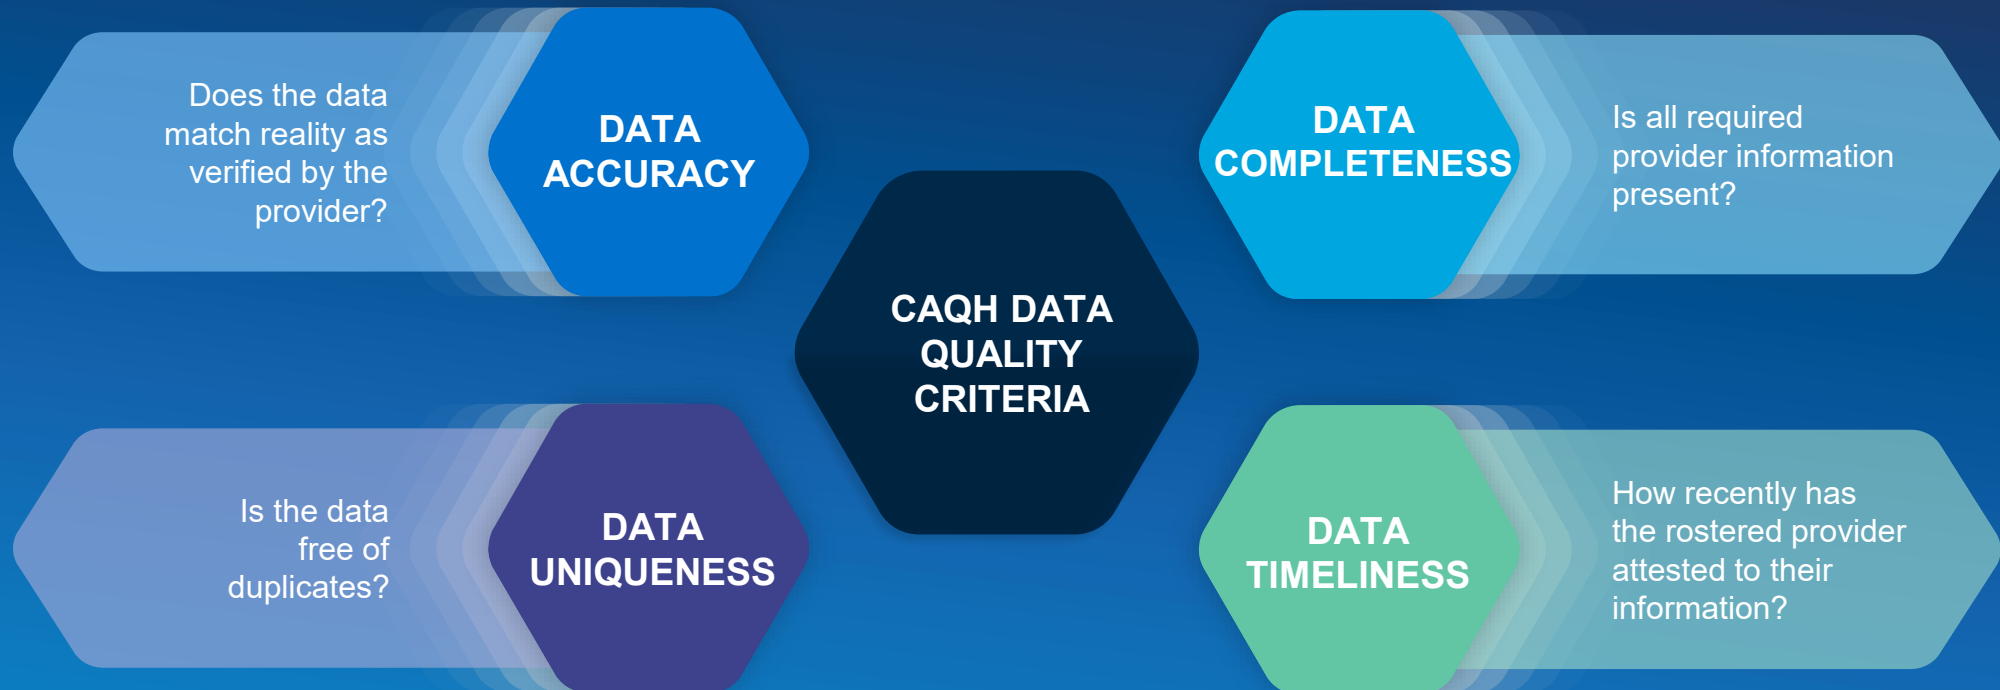 Does the data
match reality as
verified by the
provider?
DATA
ACCURACY
DATA
COMPLETENESS
Is all required
provider information
present?
CAQH DATA
QUALITY
CRITERIA
Is the data
free of
duplicates?
DATA
UNIQUENESS
DATA
TIMELINESS
How recently has
the rostered provider
attested to their
information?